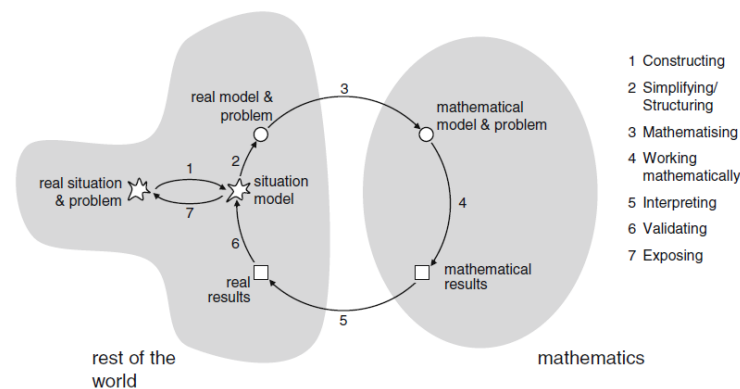 real model &
problem
3
mathematical
model & problem
1
2
real situation
& problem
situation
model
7
4
6
real
results
mathematical
results
5
rest of the
world
mathematics
1 Constructing
2 Simplifying/
Structuring
3 Mathematising
4 Working
mathematically
5 Interpreting
6 Validating
7 Exposing